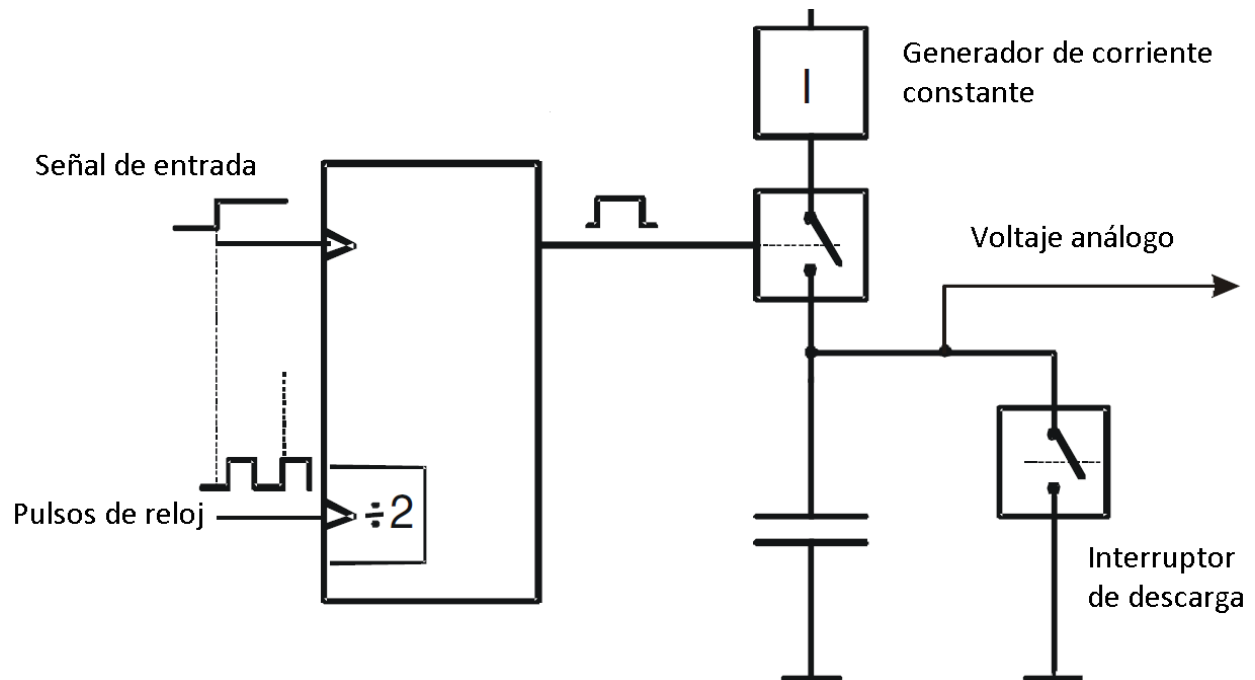 Generador de corriente
constante
I
Señal de entrada
Voltaje análogo
Pulsos de reloj
÷2
Interruptor
de descarga